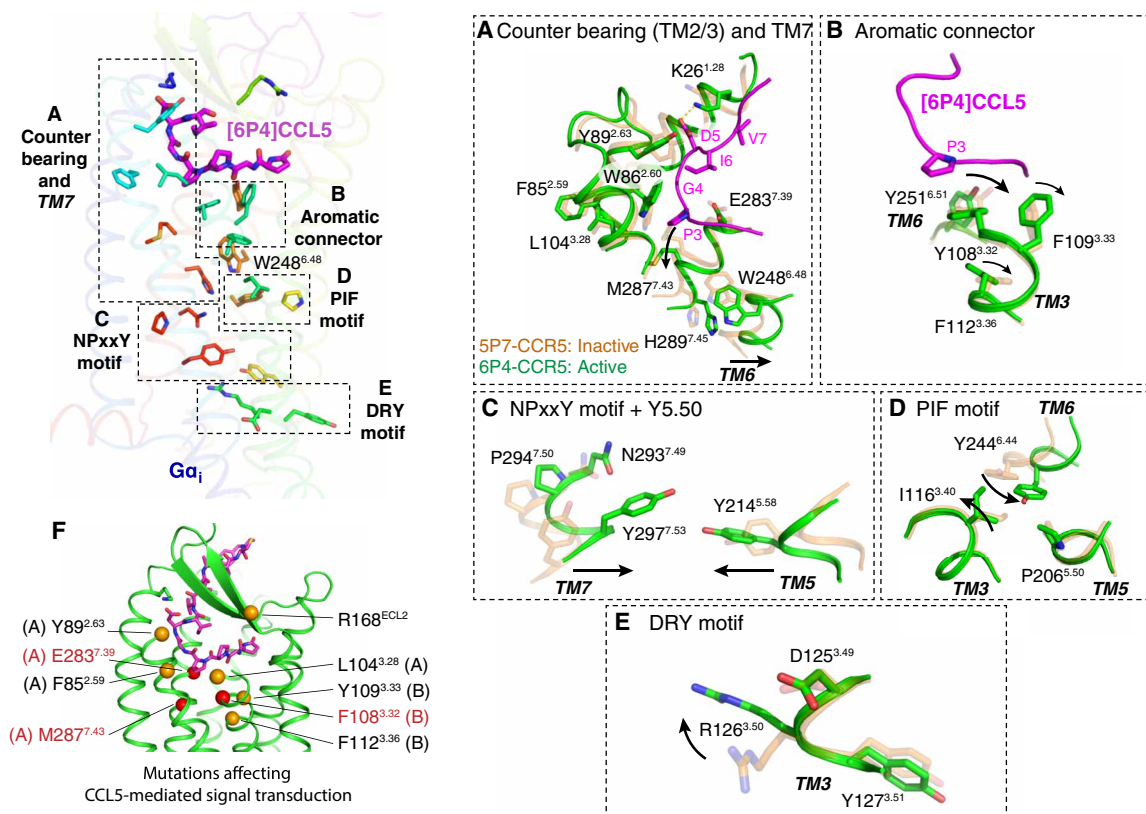 A
Counter
bearing
and
TM7
[6P4]CCL5
B
Aromatic
connector
W248^6.48
D
PIF
motif
C
NPxxY
motif
E
DRY
motif
Gαi
A Counter bearing (TM2/3) and TM7
K26^1.28
Y89^2.63
D5
V7
I6
W86^2.60
F85^2.59
G4
E283^7.39
L104^3.28
P3
M287^7.43
W248^6.48
H289^7.45
5P7-CCR5: Inactive
6P4-CCR5: Active
TM6
B Aromatic connector
[6P4]CCL5
P3
Y251^6.51
TM6
F109^3.33
Y108^3.32
TM3
F112^3.36
C NPxxY motif + Y5.50
P294^7.50
N293^7.49
Y214^5.58
Y297^7.53
TM7
TM5
D PIF motif
TM6
Y244^6.44
I116^3.40
P206^5.50
TM3
TM5
E DRY motif
D125^3.49
R126^3.50
TM3
Y127^3.51
F
(A) Y89^2.63
(A) E283^7.39
(A) F85^2.59
(A) M287^7.43
R168^ECL2
L104^3.28 (A)
Y109^3.33 (B)
F108^3.32 (B)
F112^3.36 (B)
Mutations affecting
CCL5-mediated signal transduction